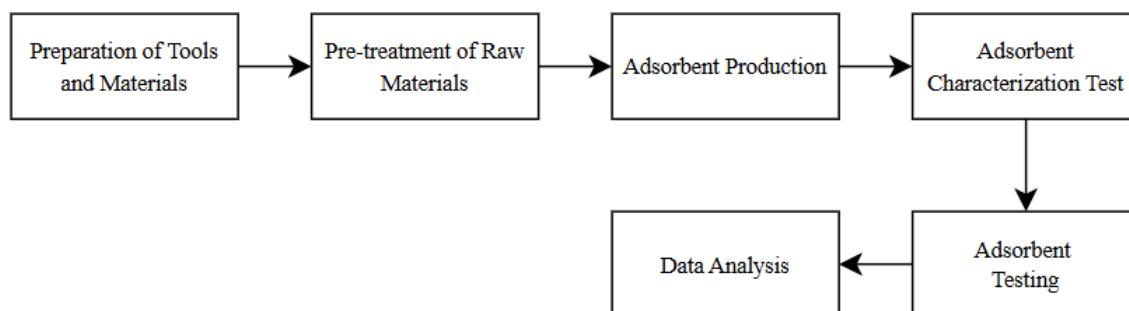 Preparation of Tools
and Materials
Pre-treatment of Raw
Materials
Adsorbent Production
Adsorbent
Characterization Test
Adsorbent
Testing
Data Analysis